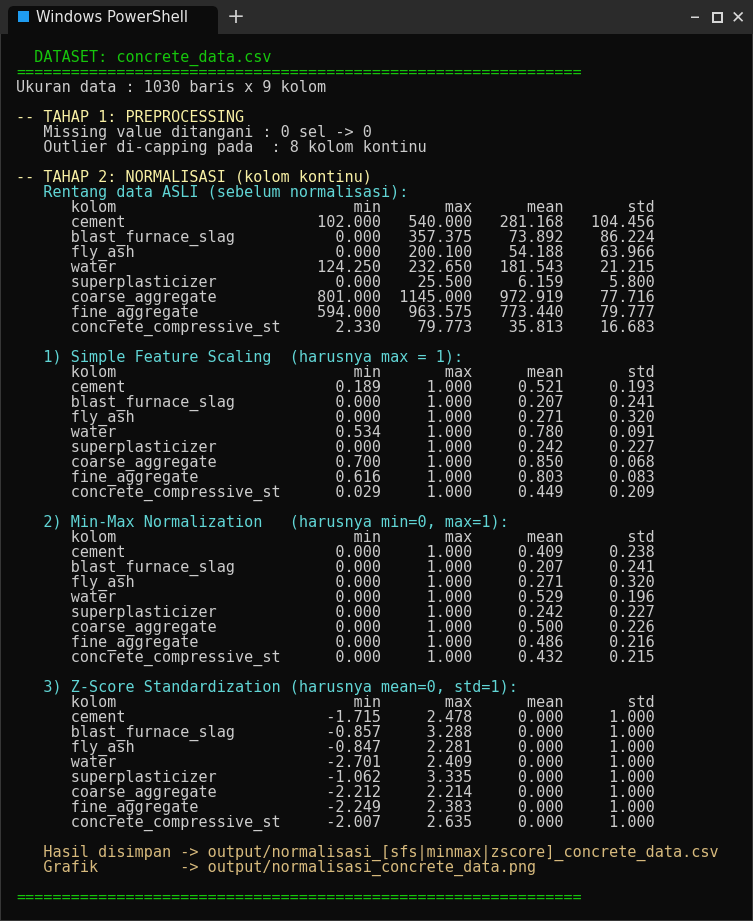 Windows PowerShell
DATASET: concrete_data.csv
==============================================================
Ukuran data : 1030 baris x 9 kolom
-- TAHAP 1: PREPROCESSING
Missing value ditangani : 0 sel -> 0
Outlier di-capping pada  : 8 kolom kontinu
-- TAHAP 2: NORMALISASI (kolom kontinu)
Rentang data ASLI (sebelum normalisasi):
kolom min max mean std
cement 102.000 540.000 281.168 104.456
blast_furnace_slag 0.000 357.375 73.892 86.224
fly_ash 0.000 200.100 54.188 63.966
water 124.250 232.650 181.543 21.215
superplasticizer 0.000 25.500 6.159 5.800
coarse_aggregate 801.000 1145.000 972.919 77.716
fine_aggregate 594.000 963.575 773.440 79.777
concrete_compressive_st 2.330 79.773 35.813 16.683
1) Simple Feature Scaling  (harusnya max = 1):
kolom min max mean std
cement 0.189 1.000 0.521 0.193
blast_furnace_slag 0.000 1.000 0.207 0.241
fly_ash 0.000 1.000 0.271 0.320
water 0.534 1.000 0.780 0.091
superplasticizer 0.000 1.000 0.242 0.227
coarse_aggregate 0.700 1.000 0.850 0.068
fine_aggregate 0.616 1.000 0.803 0.083
concrete_compressive_st 0.029 1.000 0.449 0.209
2) Min-Max Normalization   (harusnya min=0, max=1):
kolom min max mean std
cement 0.000 1.000 0.409 0.238
blast_furnace_slag 0.000 1.000 0.207 0.241
fly_ash 0.000 1.000 0.271 0.320
water 0.000 1.000 0.529 0.196
superplasticizer 0.000 1.000 0.242 0.227
coarse_aggregate 0.000 1.000 0.500 0.226
fine_aggregate 0.000 1.000 0.486 0.216
concrete_compressive_st 0.000 1.000 0.432 0.215
3) Z-Score Standardization (harusnya mean=0, std=1):
kolom min max mean std
cement -1.715 2.478 0.000 1.000
blast_furnace_slag -0.857 3.288 0.000 1.000
fly_ash -0.847 2.281 0.000 1.000
water -2.701 2.409 0.000 1.000
superplasticizer -1.062 3.335 0.000 1.000
coarse_aggregate -2.212 2.214 0.000 1.000
fine_aggregate -2.249 2.383 0.000 1.000
concrete_compressive_st -2.007 2.635 0.000 1.000
Hasil disimpan -> output/normalisasi_[sfs|minmax|zscore]_concrete_data.csv
Grafik         -> output/normalisasi_concrete_data.png
==============================================================